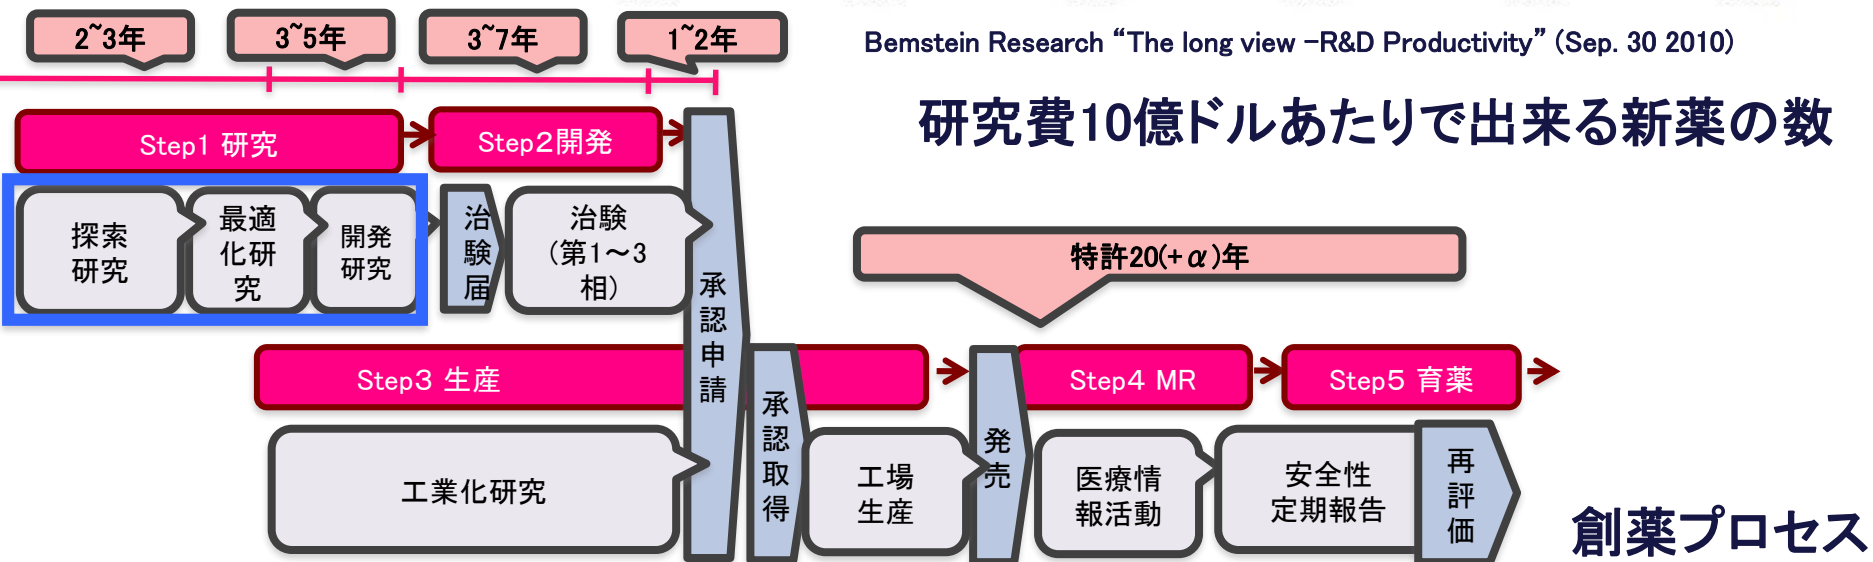 2~3年
3~5年
3~7年
1~2年
Bemstein Research “The long view −R&D Productivity” (Sep. 30 2010)
研究費10億ドルあたりで出来る新薬の数
Step1 研究
Step2開発
探索
研究
最適
化研
究
開発
研究
治
験
届
治験
(第1～3
相)
承
認
申
請
特許20(+α)年
Step3 生産
Step4 MR
Step5 育薬
工業化研究
承
認
取
得
工場
生産
発
売
医療情
報活動
安全性
定期報告
再
評
価
創薬プロセス